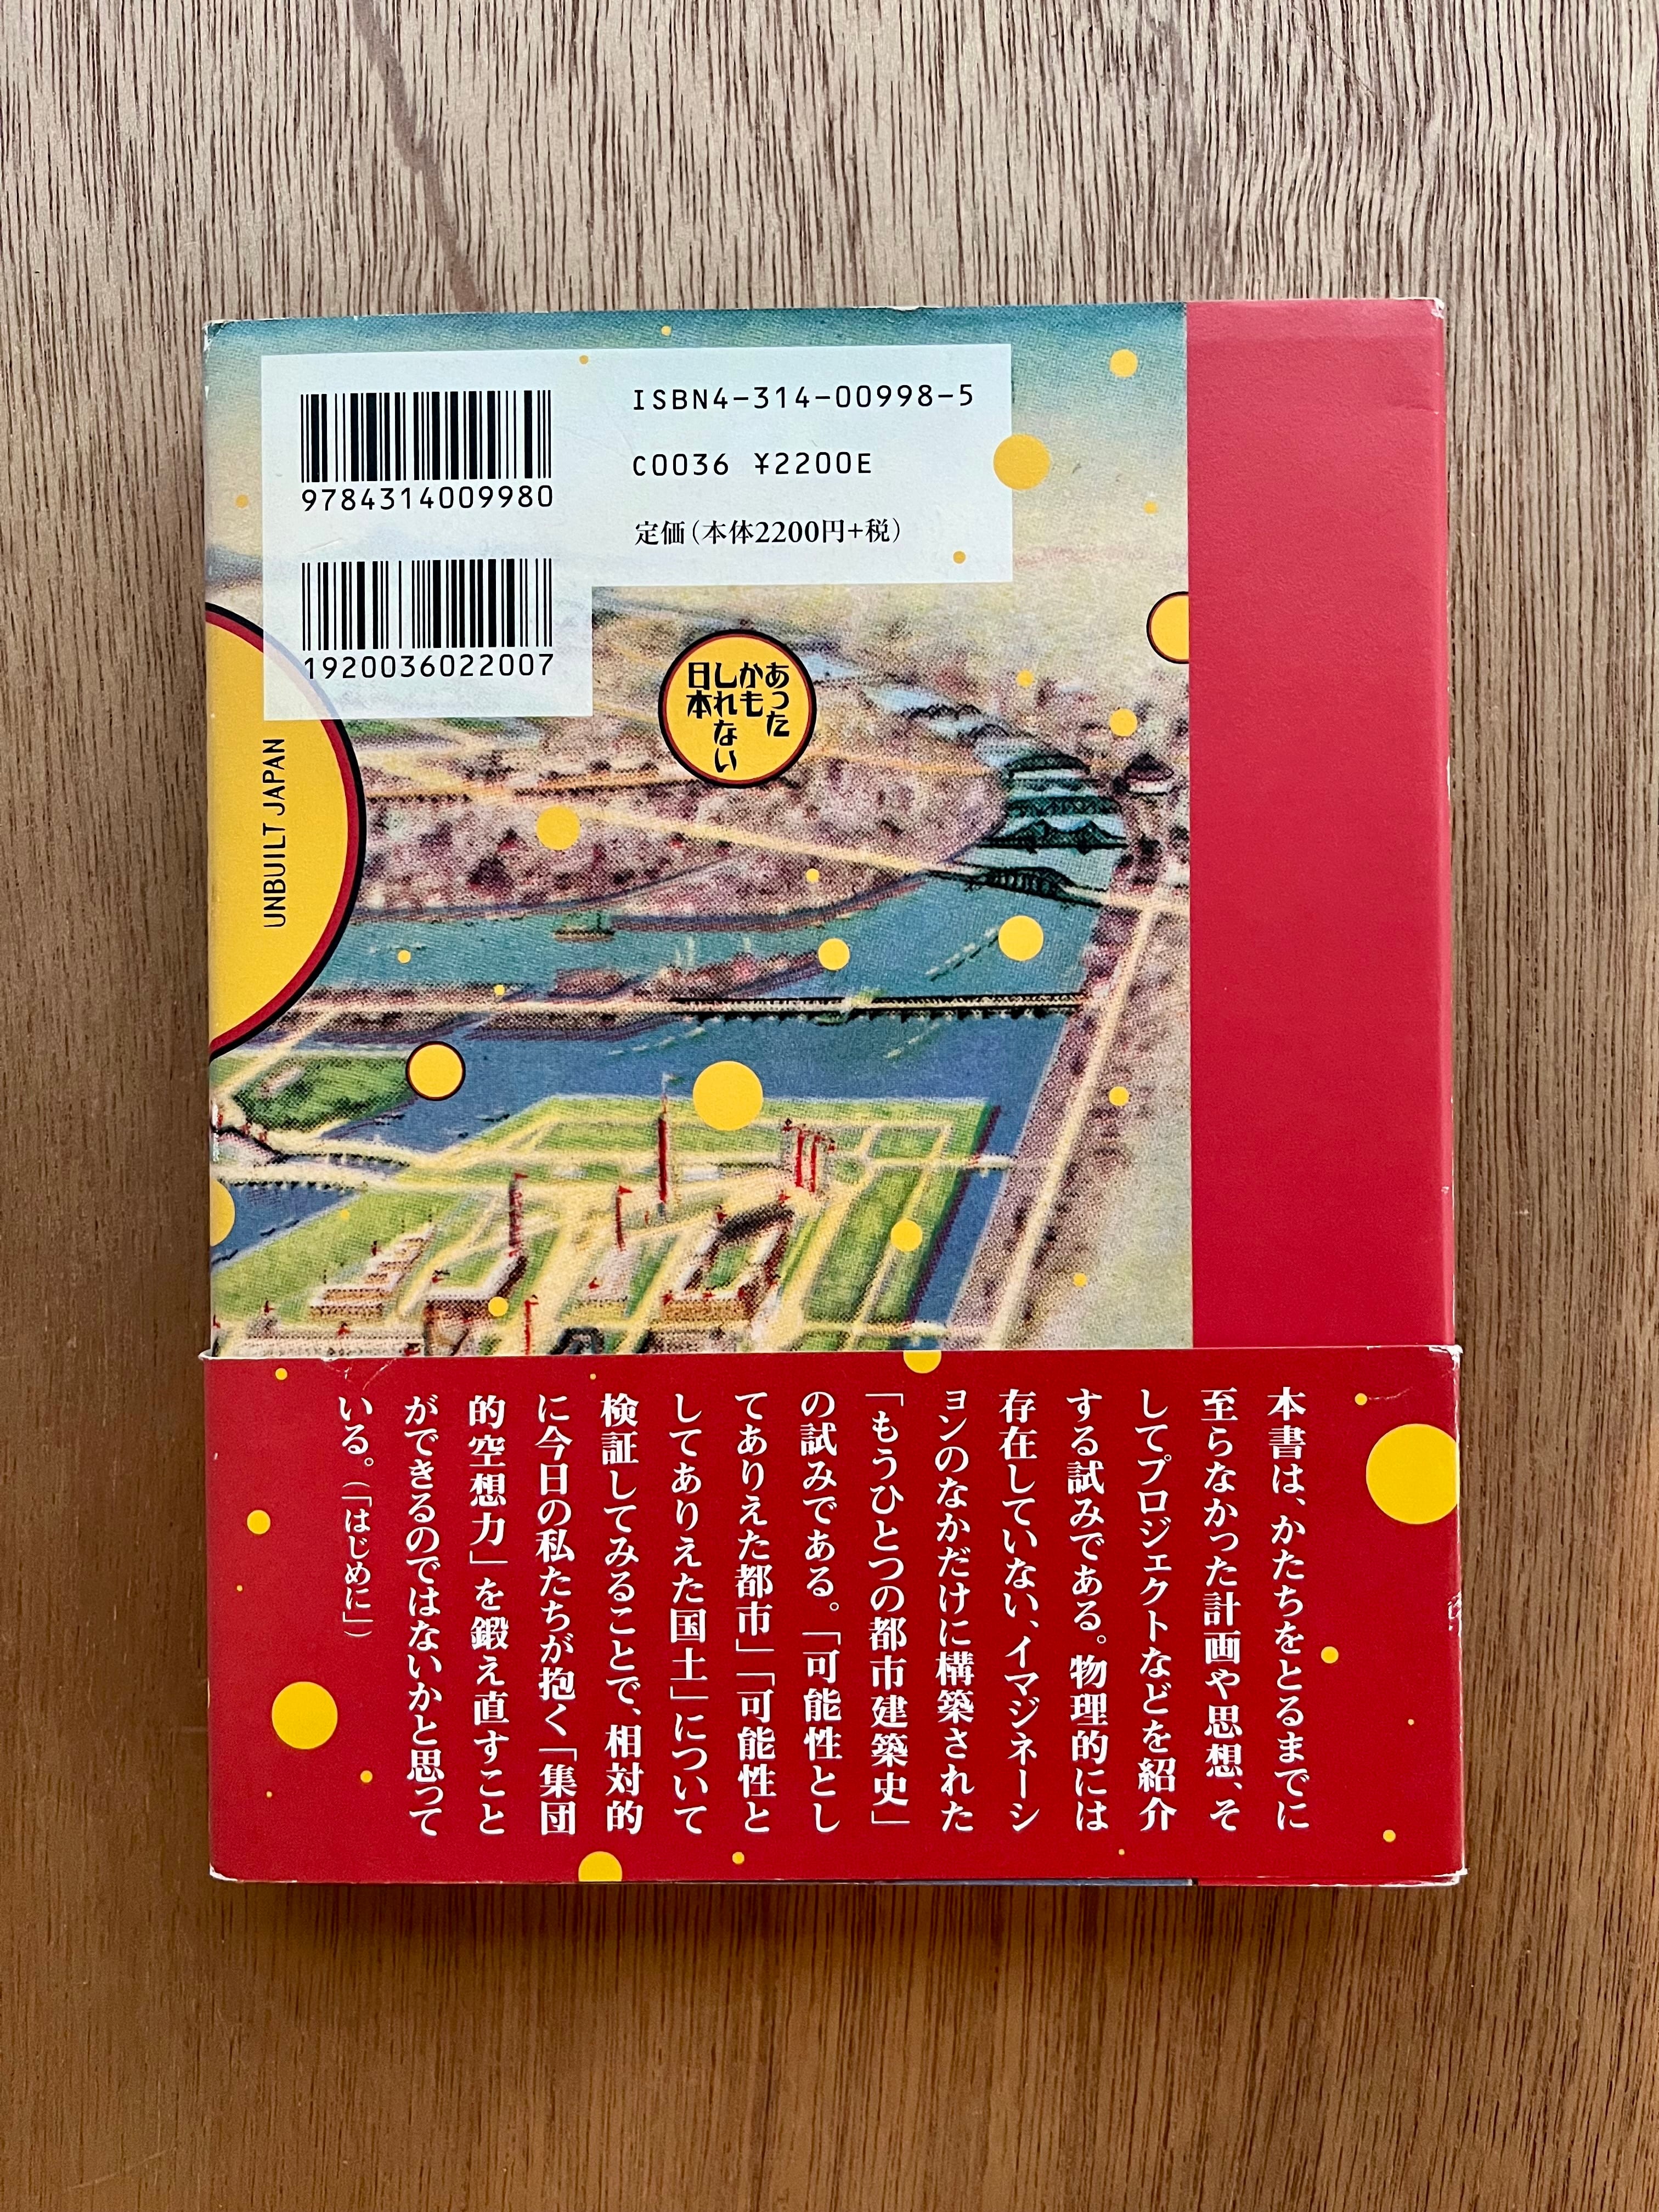 ISBN4-314-00998-5
C0036 ¥2200E
定価(本体2200円+税)
9784314009980
1920036022007
あった
かも
しれない
日本
UNBUILT JAPAN
本書は、かたちをとるまでに
至らなかった計画や思想、そ
してプロジェクトなどを紹介
する試みである。物理的には
存在していない、イマジネーシ
ョンのなかだけに構築された
「もうひとつの都市建築史」
の試みである。「可能性とし
てありえた都市」「可能性と
してありえた国土」について
検証してみることで、相対的
に今日の私たちが抱く「集団
的空想力」を鍛え直すこと
ができるのではないかと思って
いる。(「はじめに」)